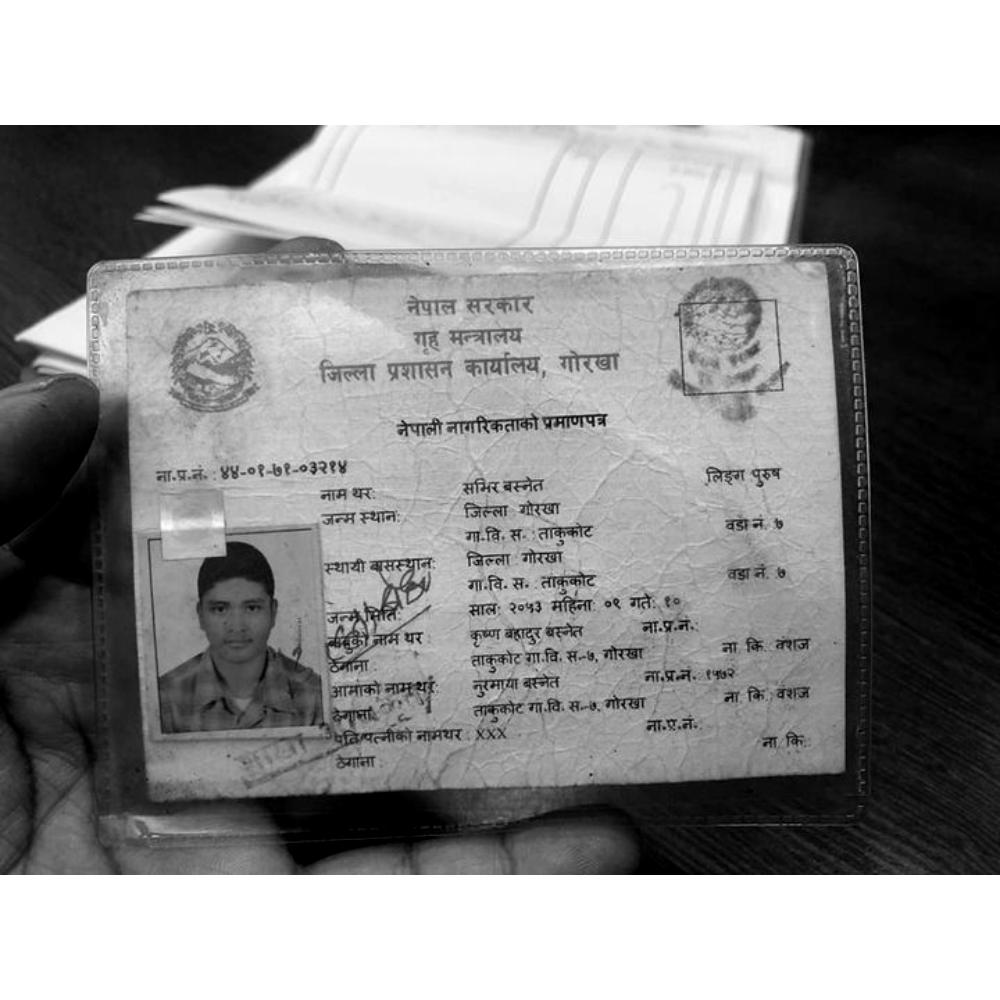 नेपाल सरकार
गृह मन्त्रालय
जिल्ला प्रशासन कार्यालय, गोरखा
नेपाली नागरिकताको प्रमाणपत्र
ना.प्र.नं. : ४४-०१-७१-०३२१४
लिङ्ग पुरुष
नाम थर: समिर बस्नेत
जन्म स्थान: जिल्ला गोरखा
गा.वि. स. : ताकुकोट वडा नं. ७
स्थायी बासस्थान: जिल्ला गोरखा
गा.वि. स. ताकुकोट वडा नं. ७
जन्म मिति: साल: २०५३ महिना: ०९ गते: १०
बाबुको नाम थर : कृष्ण बहादुर बस्नेत ना.प्र.नं.:
ठेगाना: ताकुकोट गा.वि. स.-७, गोरखा ना कि. वंशज
आमाको नाम थर: नुरमाया बस्नेत ना.प्र.नं. १५७२
ठेगाना: ताकुकोट गा.वि. स.-७, गोरखा ना कि. वंशज
पति/पत्नीको नामथर : XXX ना.ए.नं.:
ठेगाना: ना कि: